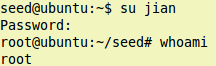 seed@ubuntu:~$ su jian
Password:
root@ubuntu:~/seed# whoami
root